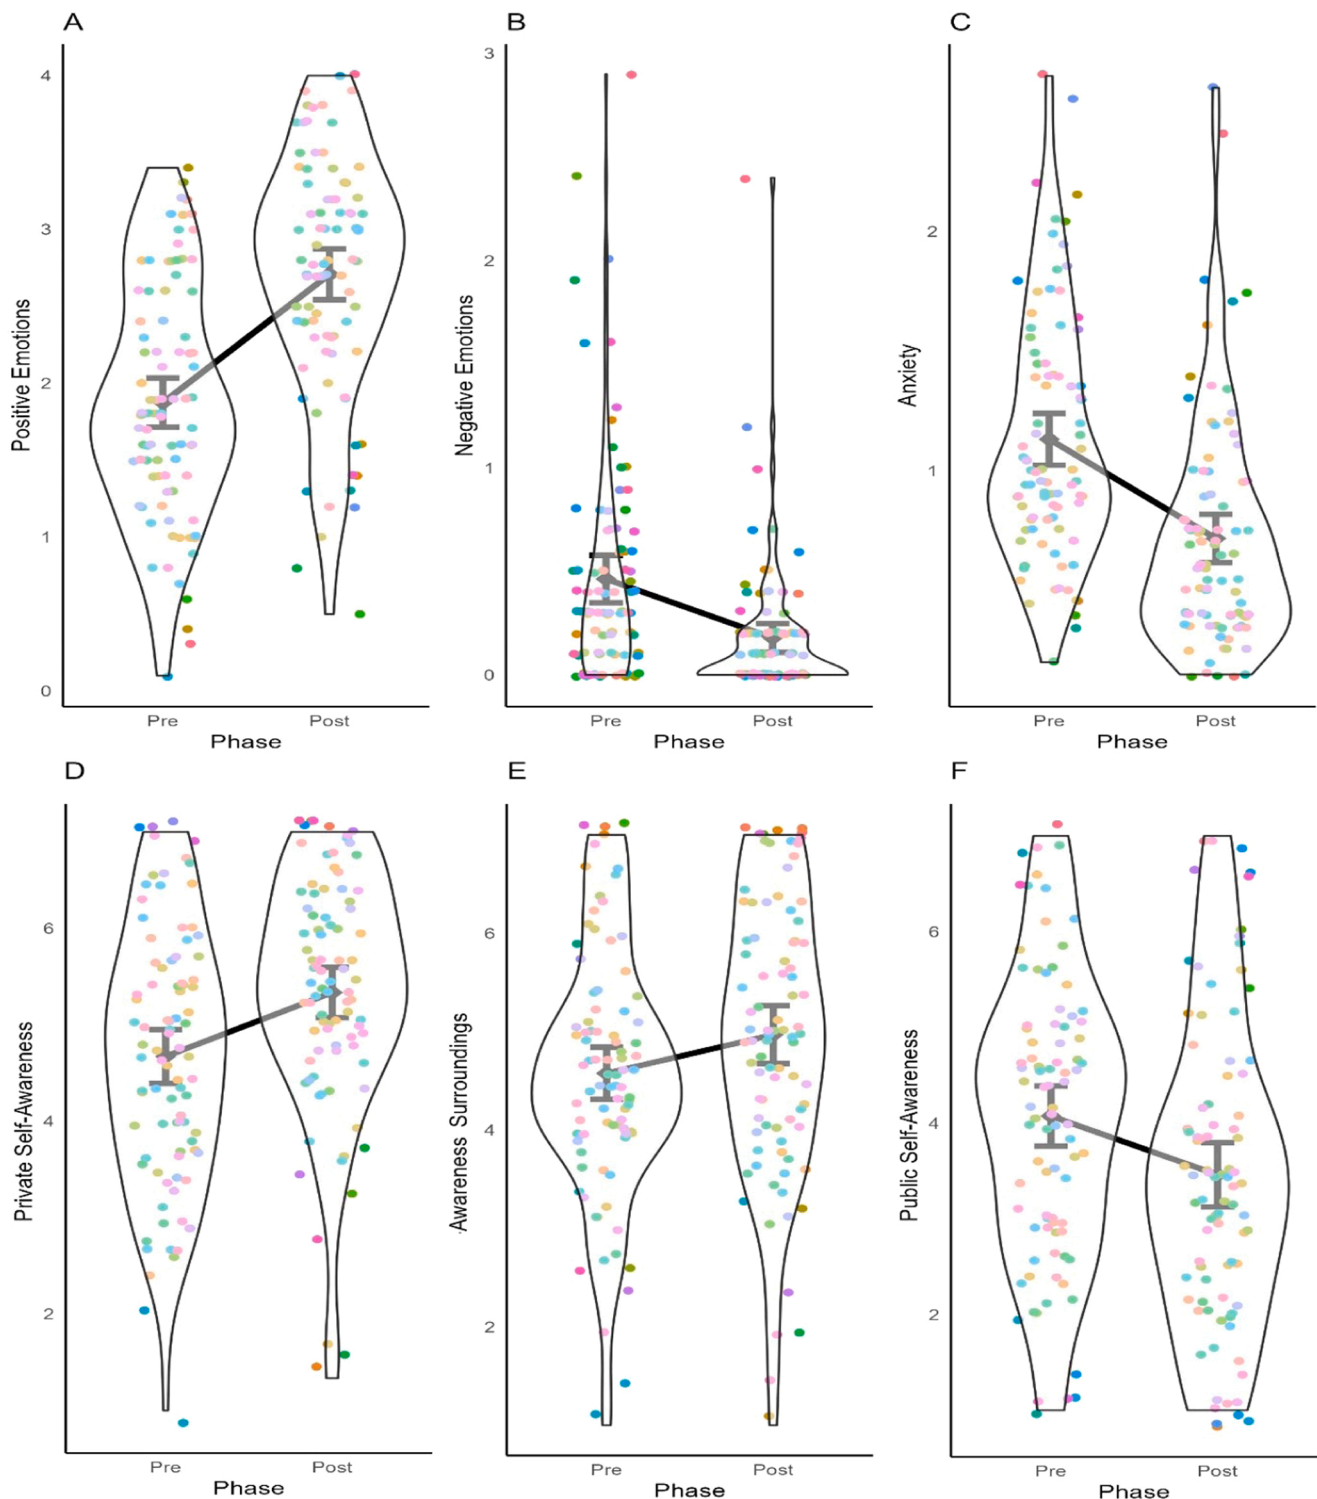 A
B
C
4
3
2
1
0
Positive Emotions
Pre
Post
Phase
3
2
1
0
Negative Emotions
Pre
Post
Phase
2
1
Anxiety
Pre
Post
Phase
D
E
F
6
4
2
Private Self-Awareness
Pre
Post
Phase
6
4
2
Awareness Surroundings
Pre
Post
Phase
6
4
2
Public Self-Awareness
Pre
Post
Phase